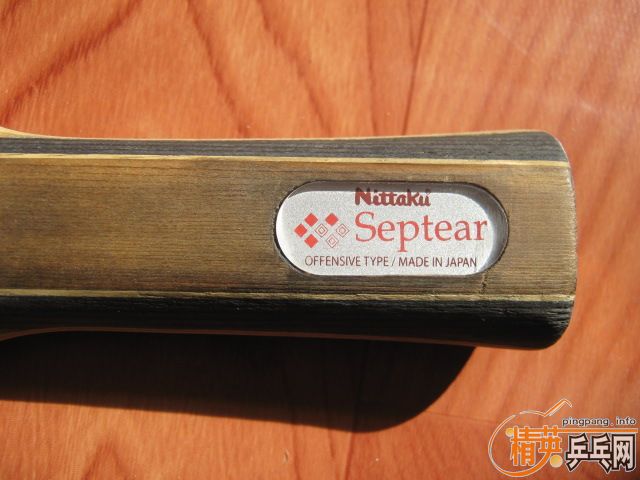 Nittaku
Septear
OFFENSIVE TYPE / MADE IN JAPAN
pingpang.info
精英乒乓网